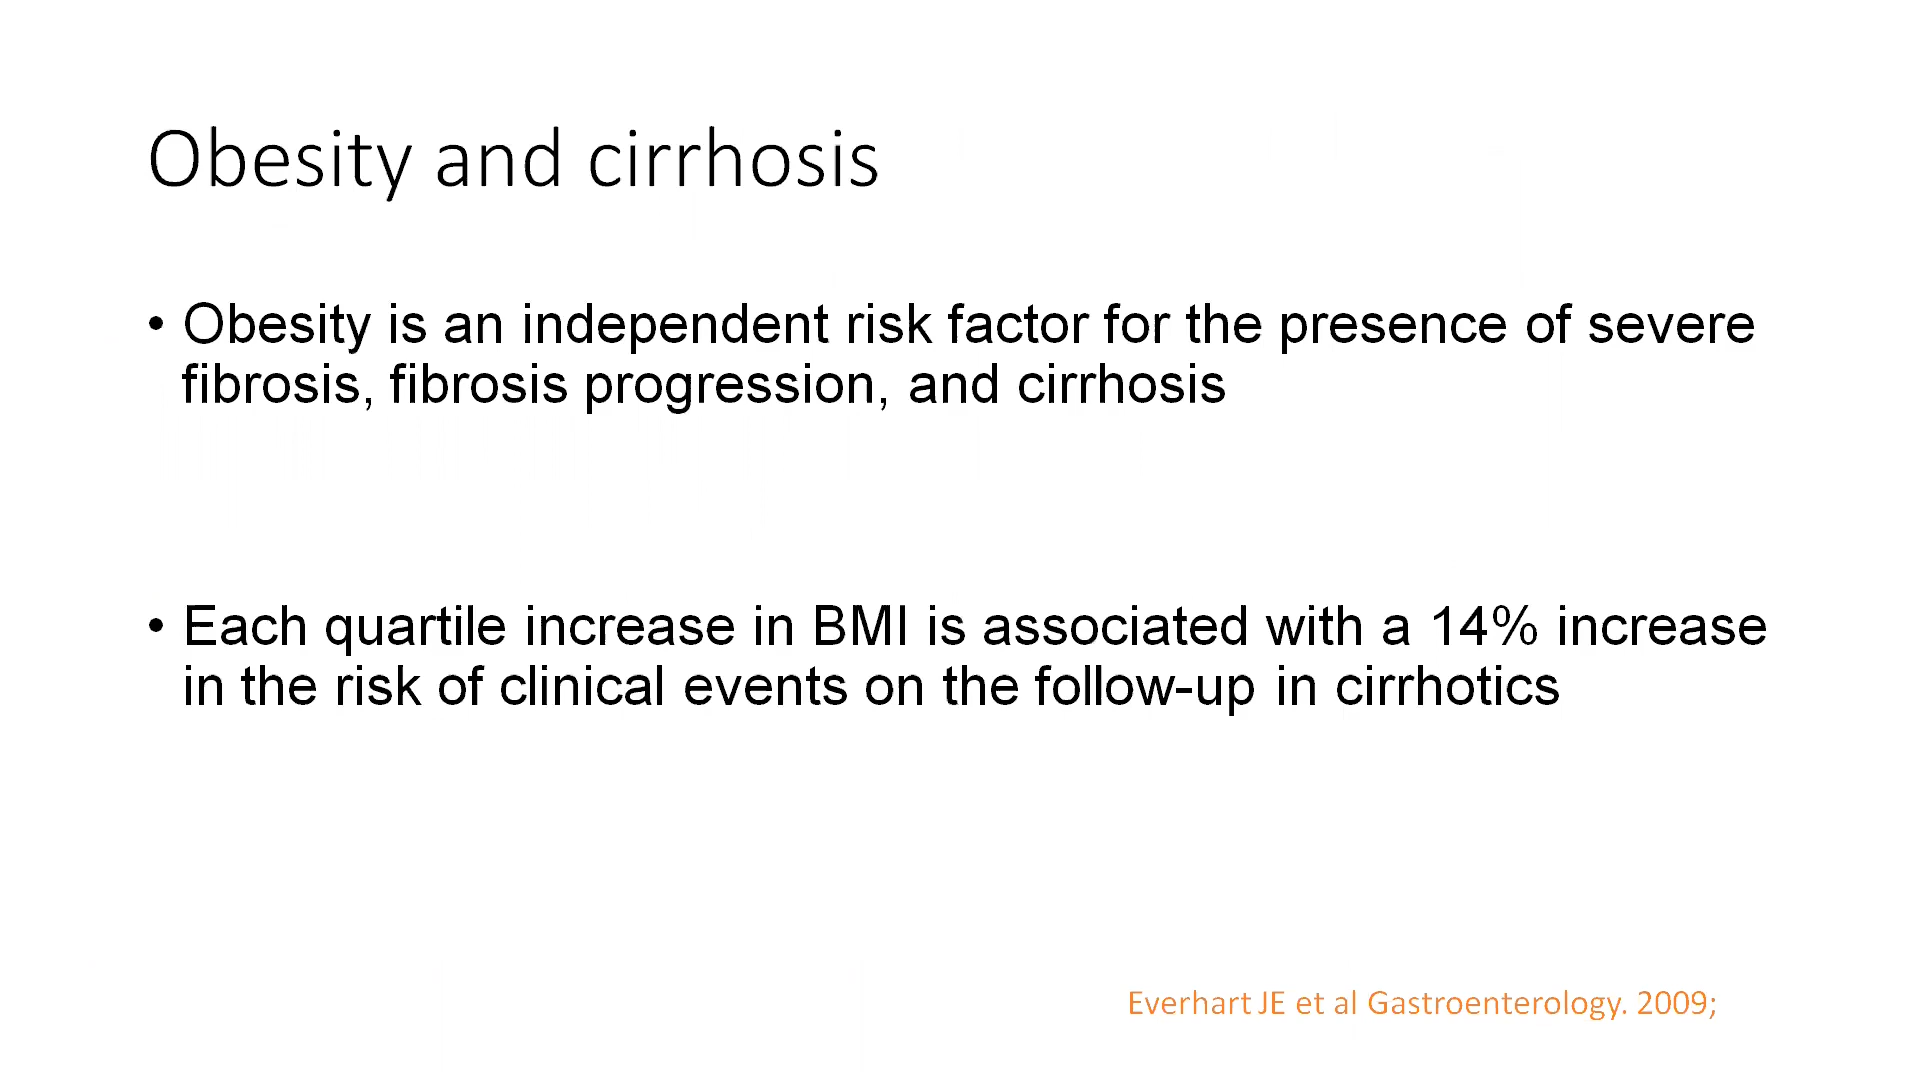 Obesity and cirrhosis
• Obesity is an independent risk factor for the presence of severe
fibrosis, fibrosis progression, and cirrhosis
• Each quartile increase in BMI is associated with a 14% increase
in the risk of clinical events on the follow-up in cirrhotics
Everhart JE et al Gastroenterology. 2009;